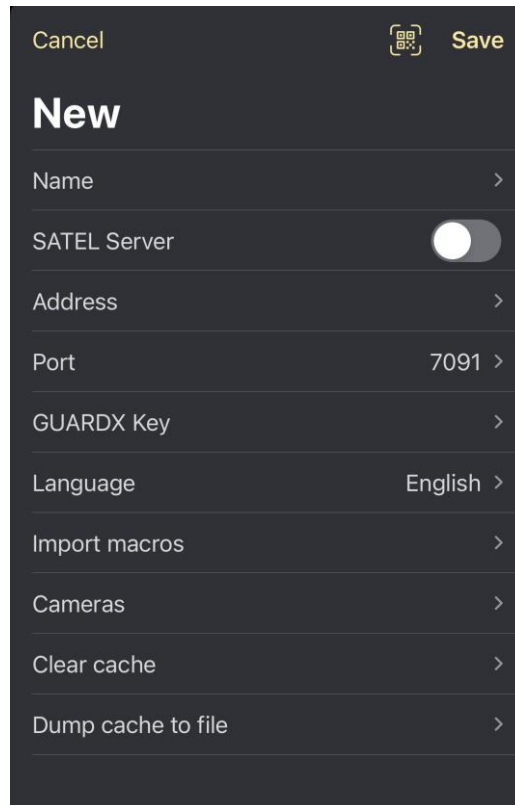 Cancel Save
New
Name
SATEL Server
Address
Port 7091
GUARDX Key
Language English
Import macros
Cameras
Clear cache
Dump cache to file